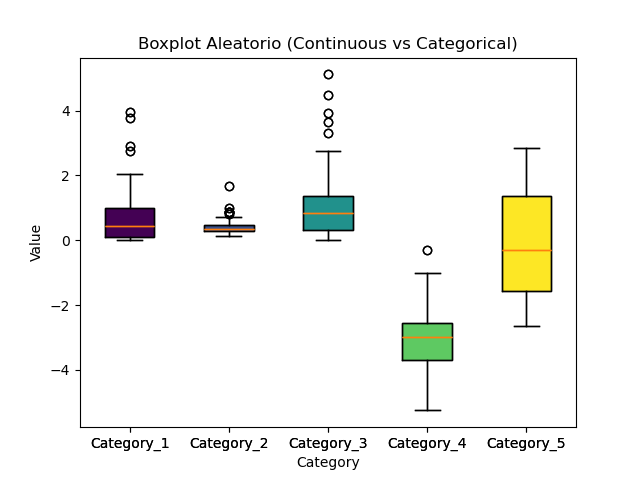 Boxplot Aleatorio (Continuous vs Categorical)
4
2
0
−2
−4
Value
Category_1 Category_2 Category_3 Category_4 Category_5
Category